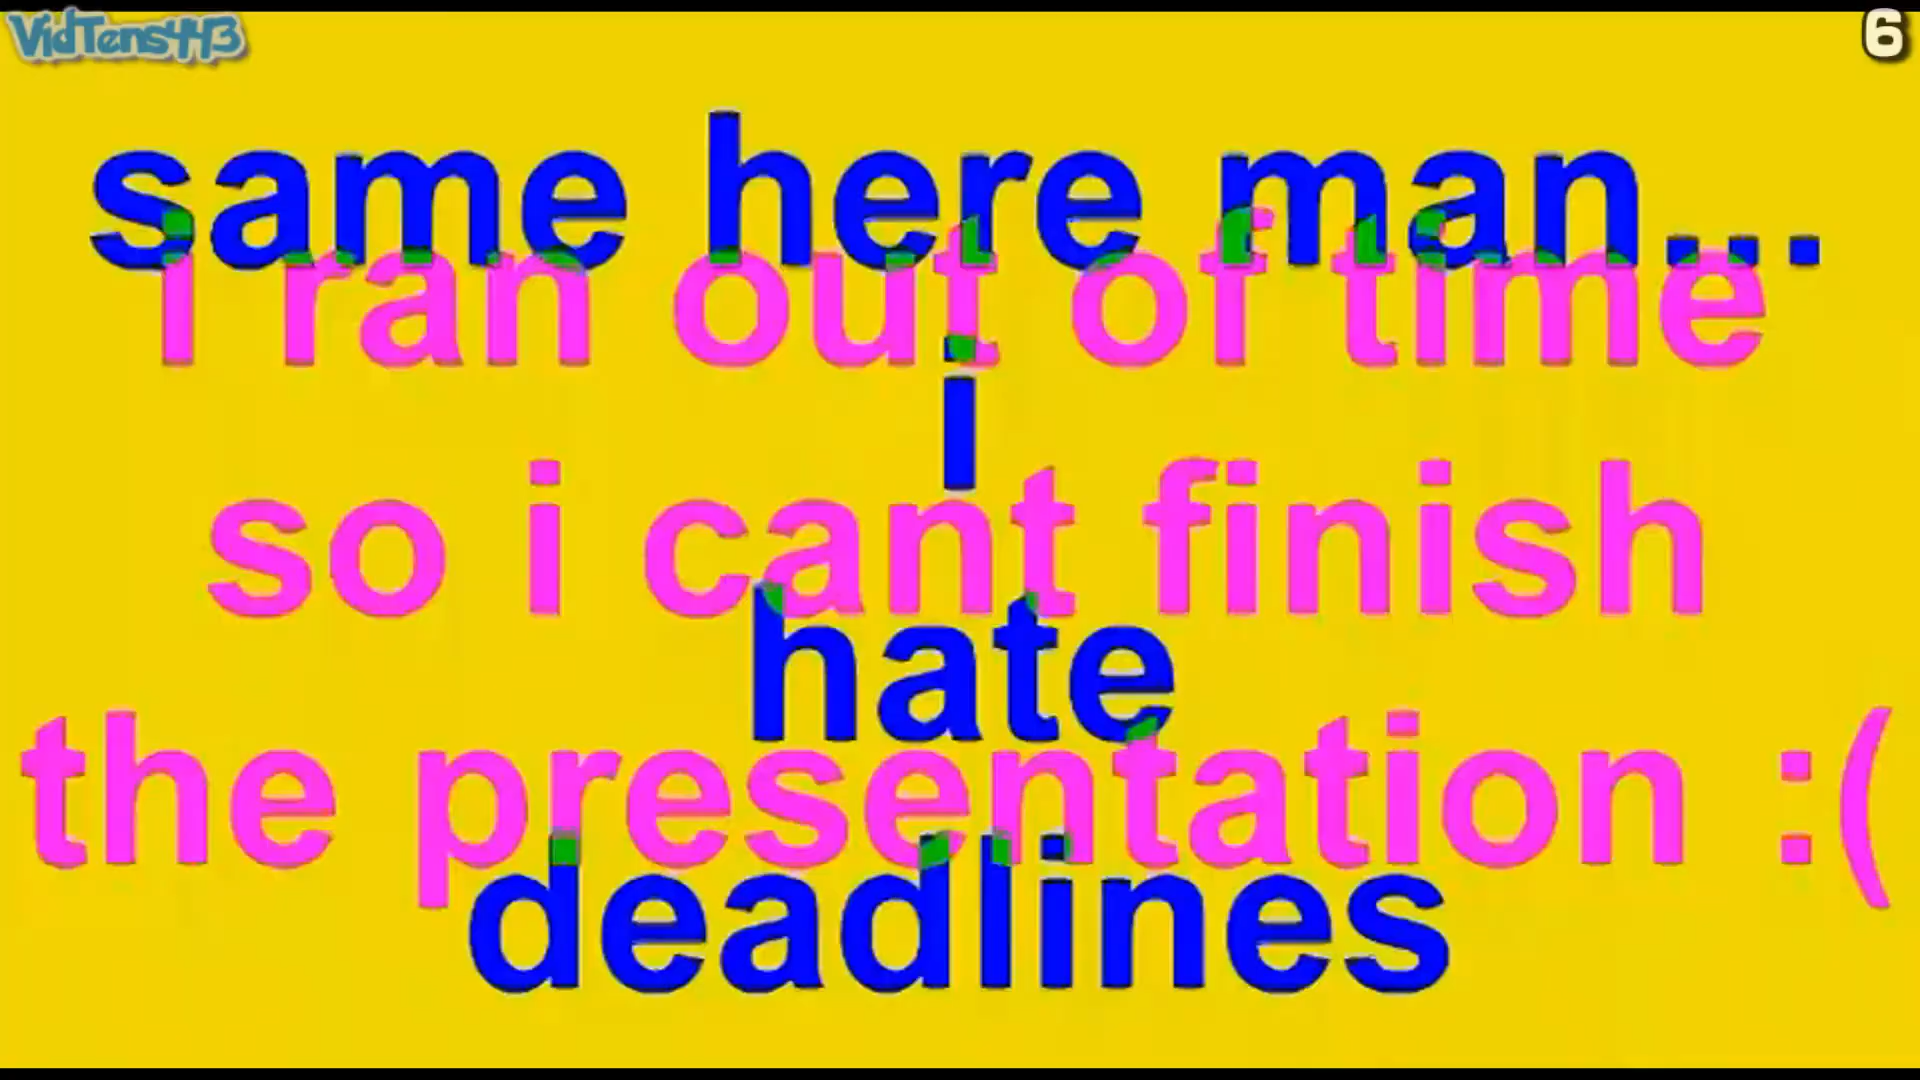 VidTens443
6
same here man...
i ran out of time
i
so i cant finish
hate
the presentation :(
deadlines